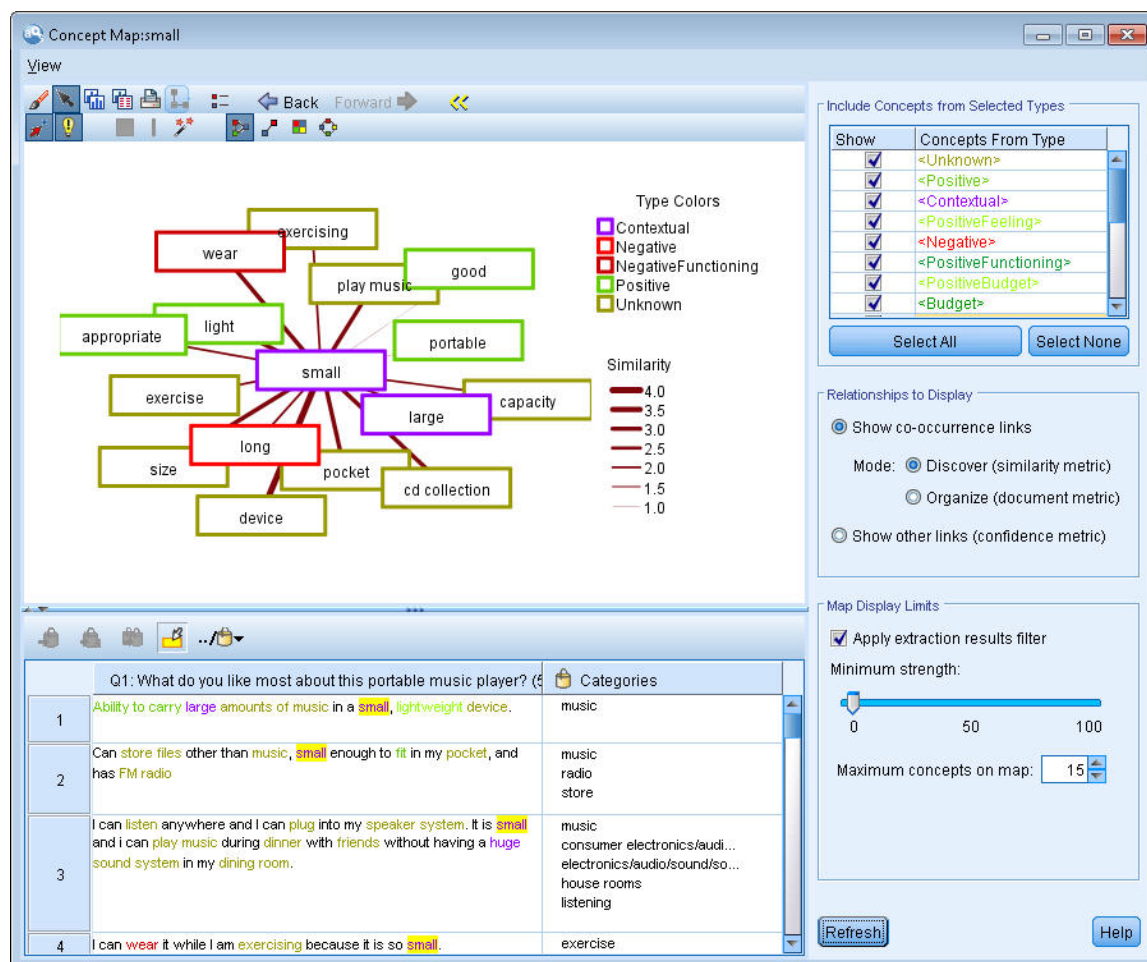 Concept Map:small
View
Back Forward
exercising
wear
good
play music
light
appropriate
portable
small
exercise
capacity
large
long
size
pocket
cd collection
device
Type Colors
Contextual
Negative
NegativeFunctioning
Positive
Unknown
Similarity
4.0
3.5
3.0
2.5
2.0
1.5
1.0
Include Concepts from Selected Types
Show Concepts From Type
<Unknown>
<Positive>
<Contextual>
<PositiveFeeling>
<Negative>
<PositiveFunctioning>
<PositiveBudget>
<Budget>
Select All Select None
Relationships to Display
Show co-occurrence links
Mode: Discover (similarity metric)
Organize (document metric)
Show other links (confidence metric)
Map Display Limits
Apply extraction results filter
Minimum strength:
0 50 100
Maximum concepts on map: 15
Refresh Help
../
Q1: What do you like most about this portable music player? (5 Categories
1 Ability to carry large amounts of music in a small, lightweight device. music
2 Can store files other than music, small enough to fit in my pocket, and
has FM radio
music
radio
store
3 I can listen anywhere and I can plug into my speaker system. It is small
and i can play music during dinner with friends without having a huge
sound system in my dining room.
music
consumer electronics/audi...
electronics/audio/sound/so...
house rooms
listening
4 I can wear it while I am exercising because it is so small. exercise